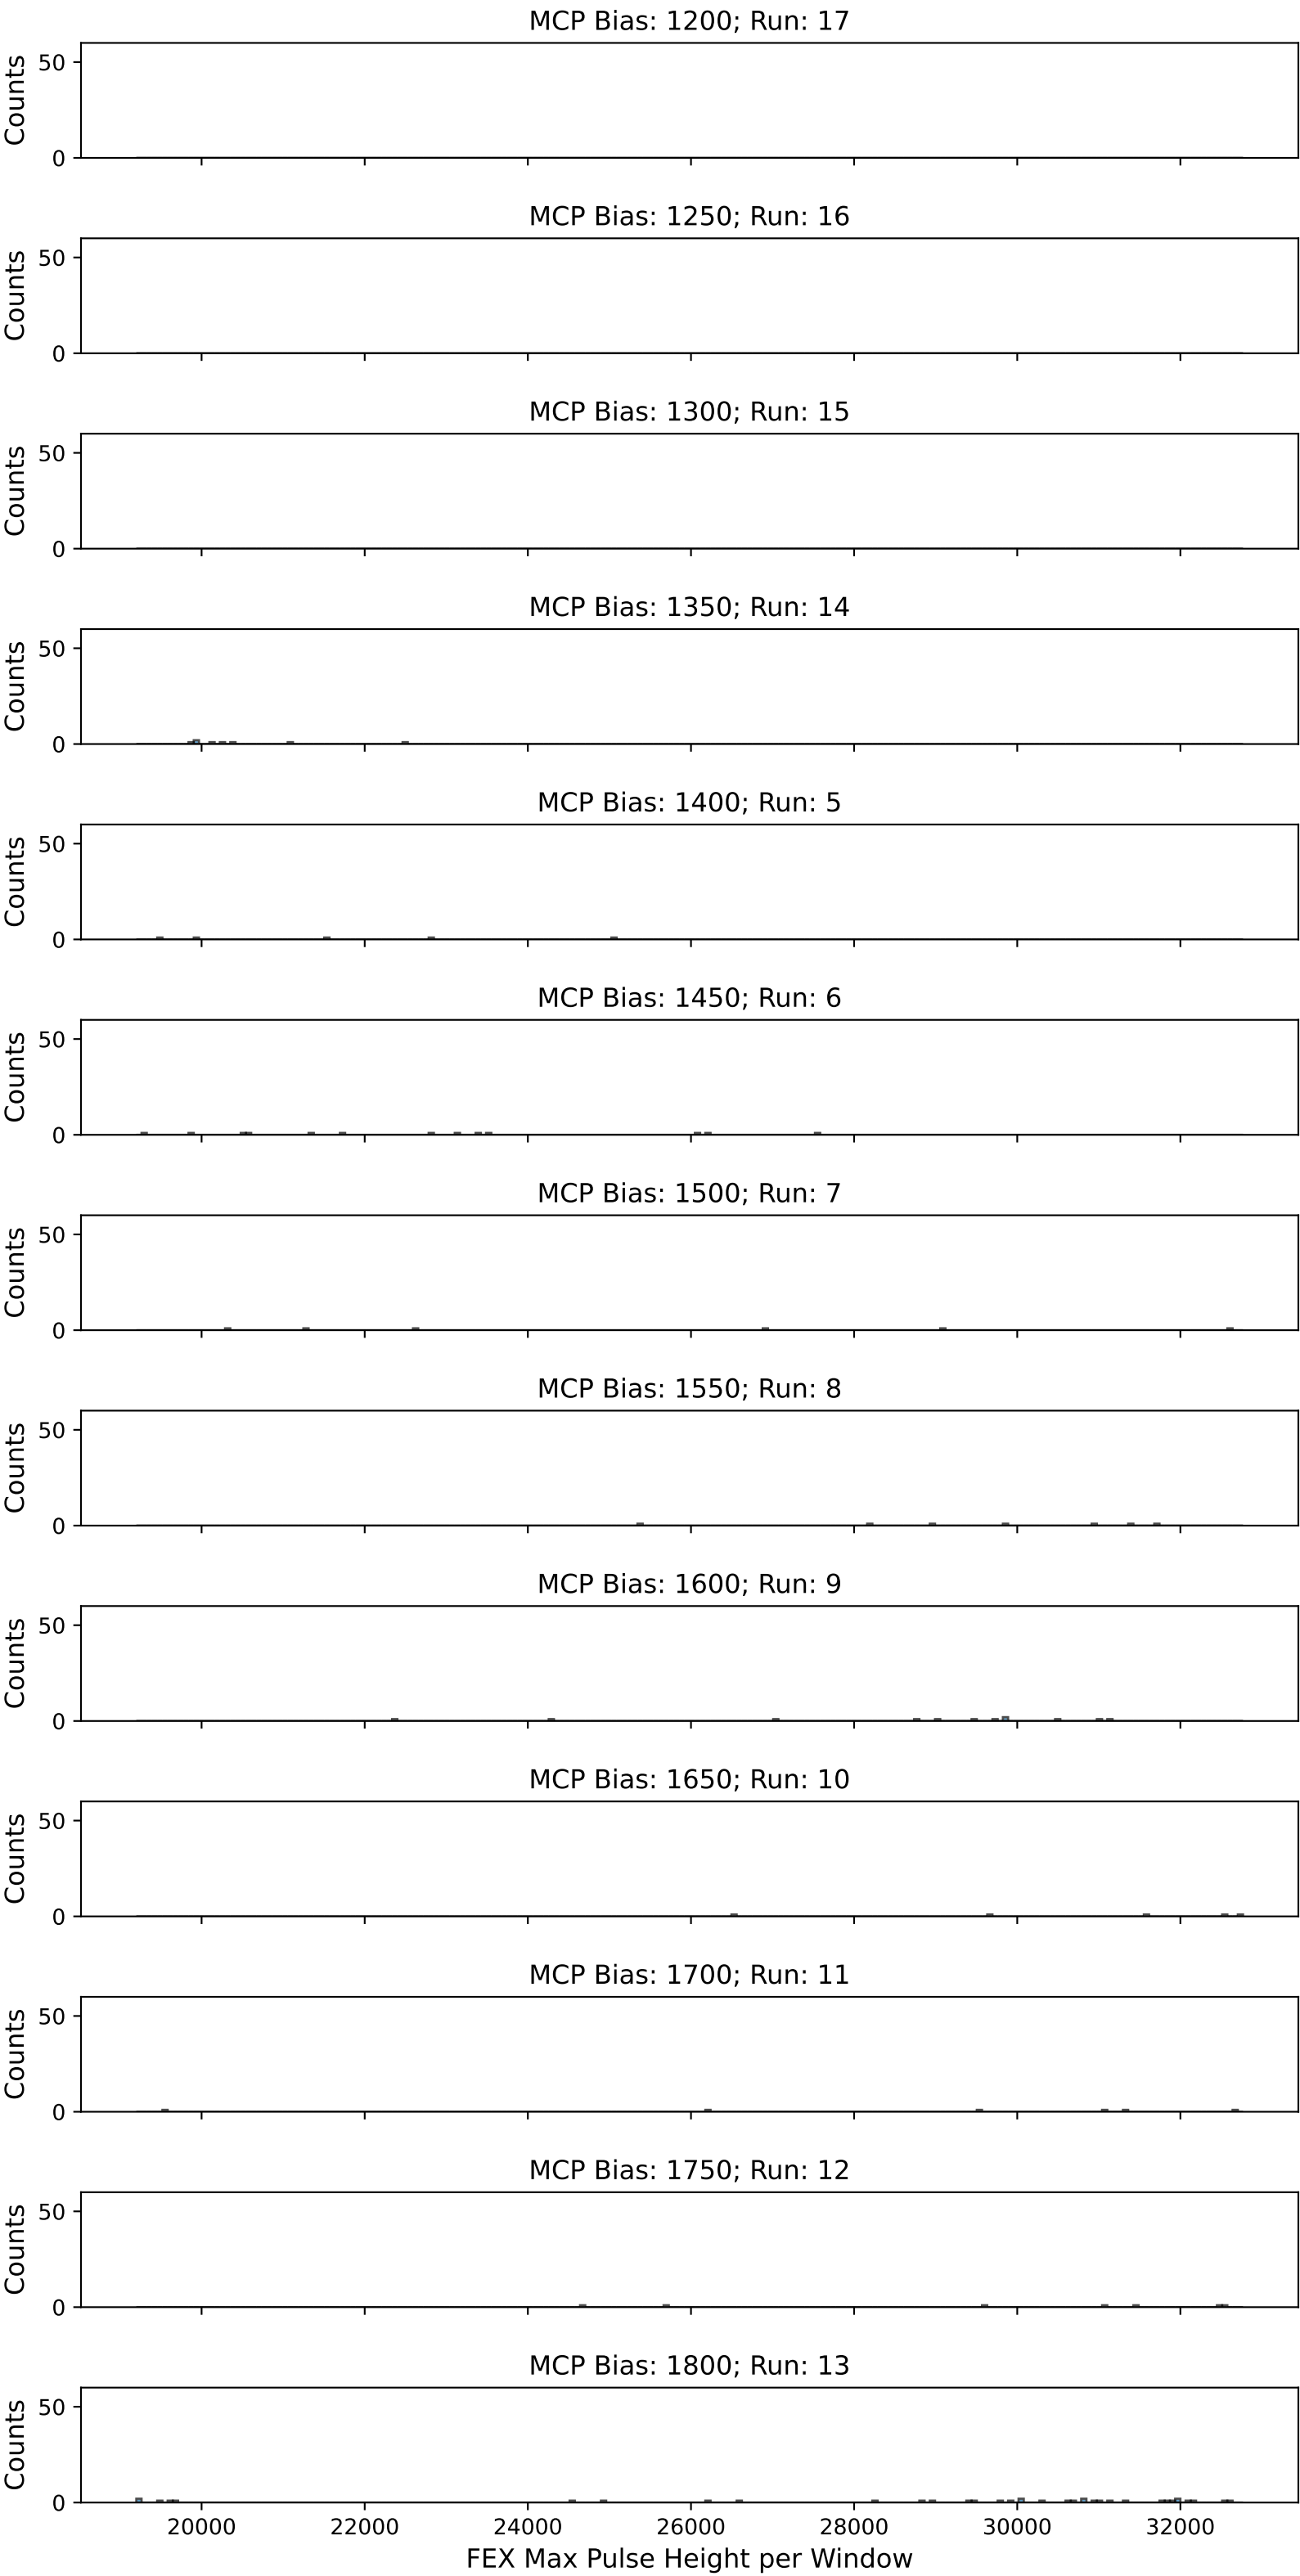 MCP Bias: 1200; Run: 17
50
Counts
0
MCP Bias: 1250; Run: 16
50
Counts
0
MCP Bias: 1300; Run: 15
50
Counts
0
MCP Bias: 1350; Run: 14
50
Counts
0
MCP Bias: 1400; Run: 5
50
Counts
0
MCP Bias: 1450; Run: 6
50
Counts
0
MCP Bias: 1500; Run: 7
50
Counts
0
MCP Bias: 1550; Run: 8
50
Counts
0
MCP Bias: 1600; Run: 9
50
Counts
0
MCP Bias: 1650; Run: 10
50
Counts
0
MCP Bias: 1700; Run: 11
50
Counts
0
MCP Bias: 1750; Run: 12
50
Counts
0
MCP Bias: 1800; Run: 13
50
Counts
0
20000 22000 24000 26000 28000 30000 32000
FEX Max Pulse Height per Window